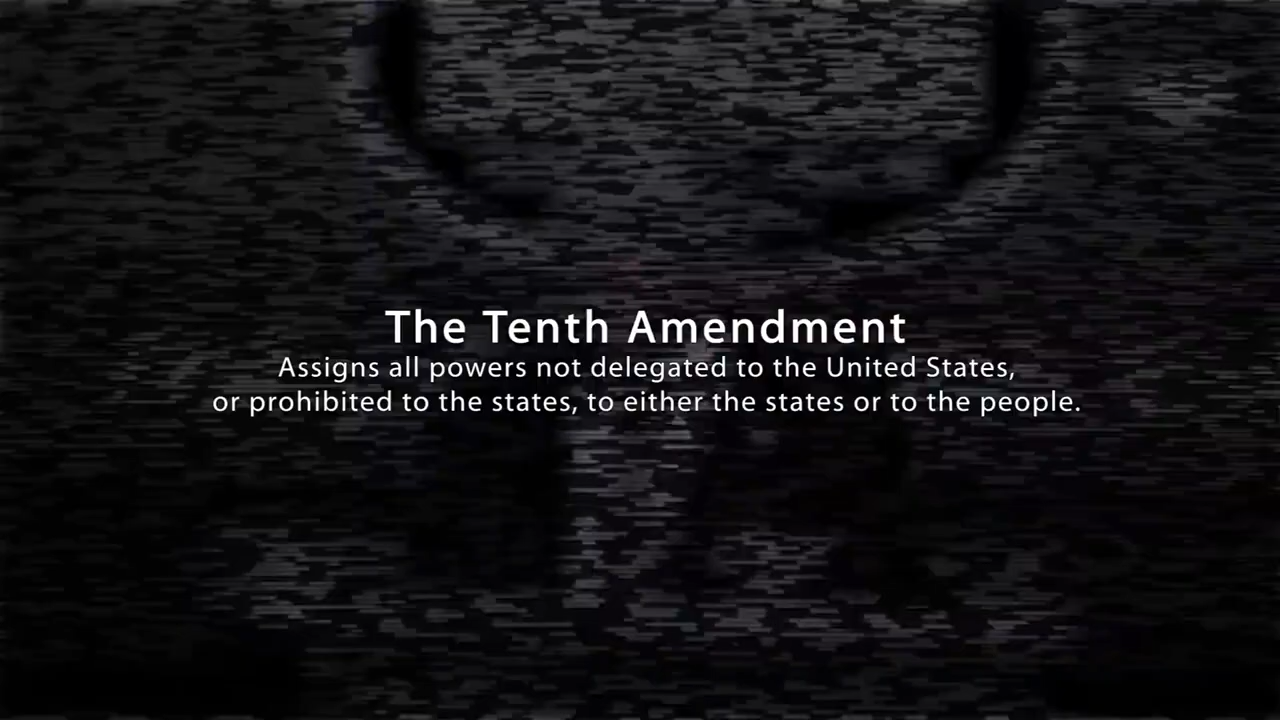 The Tenth Amendment
Assigns all powers not delegated to the United States,
or prohibited to the states, to either the states or to the people.